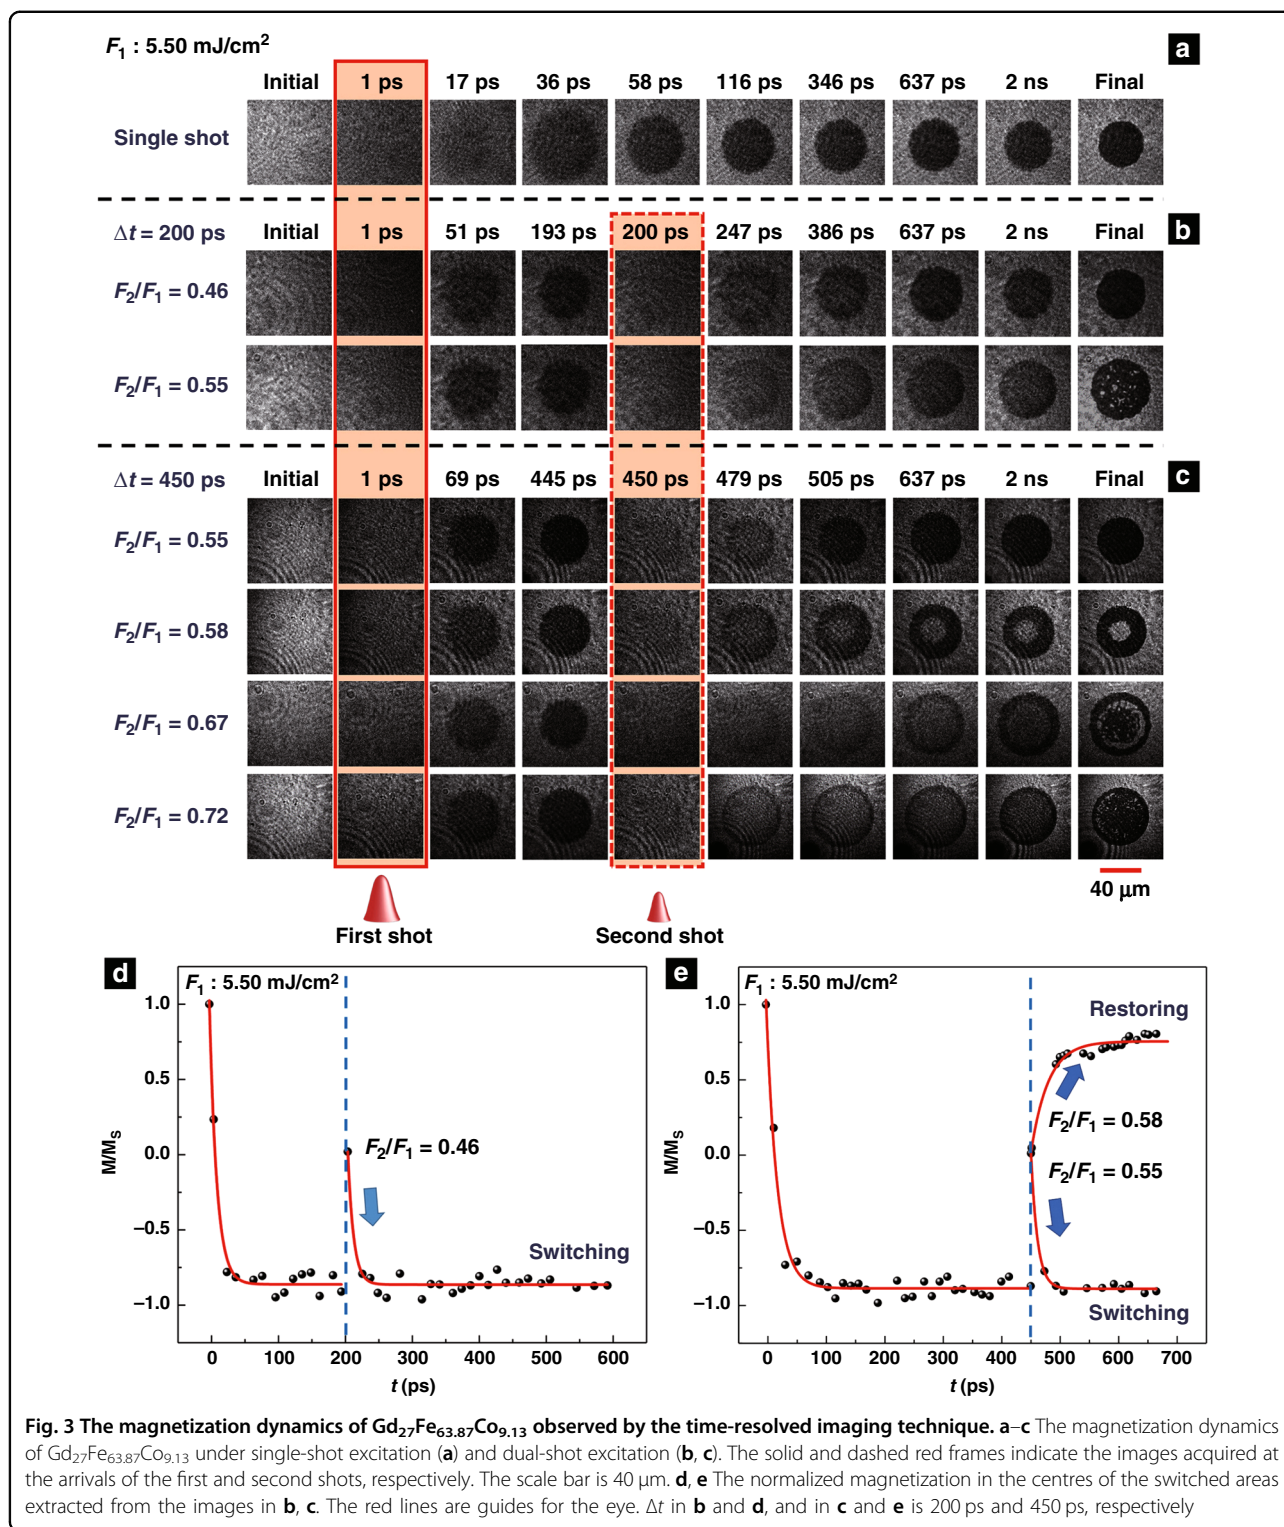 F1 : 5.50 mJ/cm²
a
Initial 1 ps 17 ps 36 ps 58 ps 116 ps 346 ps 637 ps 2 ns Final
Single shot
Δt = 200 ps Initial 1 ps 51 ps 193 ps 200 ps 247 ps 386 ps 637 ps 2 ns Final
b
F2/F1 = 0.46
F2/F1 = 0.55
Δt = 450 ps Initial 1 ps 69 ps 445 ps 450 ps 479 ps 505 ps 637 ps 2 ns Final
c
F2/F1 = 0.55
F2/F1 = 0.58
F2/F1 = 0.67
F2/F1 = 0.72
40 μm
First shot
Second shot
d
F1 : 5.50 mJ/cm²
1.0
0.5
0.0
−0.5
−1.0
M/MS
F2/F1 = 0.46
Switching
0 100 200 300 400 500 600
t (ps)
e
F1 : 5.50 mJ/cm²
1.0
0.5
0.0
−0.5
−1.0
M/MS
Restoring
F2/F1 = 0.58
F2/F1 = 0.55
Switching
0 100 200 300 400 500 600 700
t (ps)
Fig. 3 The magnetization dynamics of Gd27Fe63.87Co9.13 observed by the time-resolved imaging technique. a–c The magnetization dynamics
of Gd27Fe63.87Co9.13 under single-shot excitation (a) and dual-shot excitation (b, c). The solid and dashed red frames indicate the images acquired at
the arrivals of the first and second shots, respectively. The scale bar is 40 μm. d, e The normalized magnetization in the centres of the switched areas
extracted from the images in b, c. The red lines are guides for the eye. Δt in b and d, and in c and e is 200 ps and 450 ps, respectively